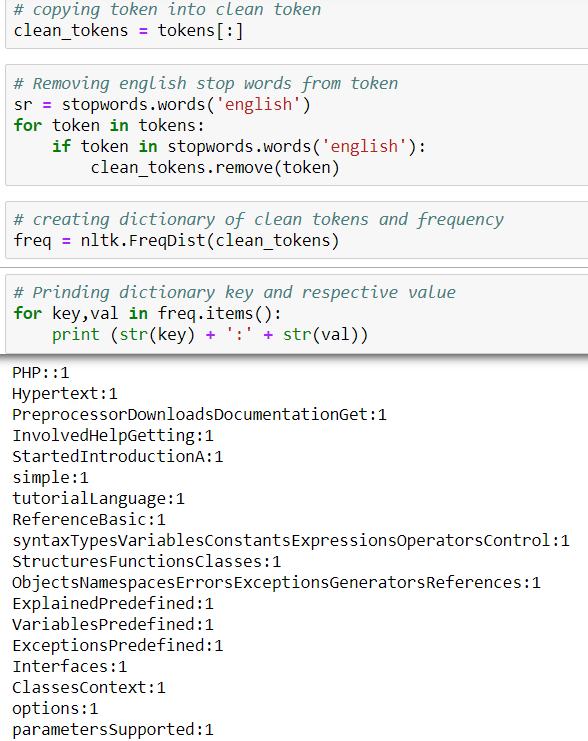 # copying token into clean token
clean_tokens = tokens[:]
# Removing english stop words from token
sr = stopwords.words('english')
for token in tokens:
    if token in stopwords.words('english'):
        clean_tokens.remove(token)
# creating dictionary of clean tokens and frequency
freq = nltk.FreqDist(clean_tokens)
# Prinding dictionary key and respective value
for key,val in freq.items():
    print (str(key) + ':' + str(val))
PHP::1
Hypertext:1
PreprocessorDownloadsDocumentationGet:1
InvolvedHelpGetting:1
StartedIntroductionA:1
simple:1
tutorialLanguage:1
ReferenceBasic:1
syntaxTypesVariablesConstantsExpressionsOperatorsControl:1
StructuresFunctionsClasses:1
ObjectsNamespacesErrorsExceptionsGeneratorsReferences:1
ExplainedPredefined:1
VariablesPredefined:1
ExceptionsPredefined:1
Interfaces:1
ClassesContext:1
options:1
parametersSupported:1